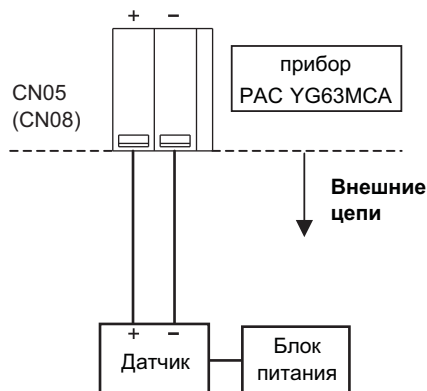 + −
CN05
(CN08)
прибор
PAC YG63MCA
Внешние
цепи
+ −
Датчик
Блок
питания